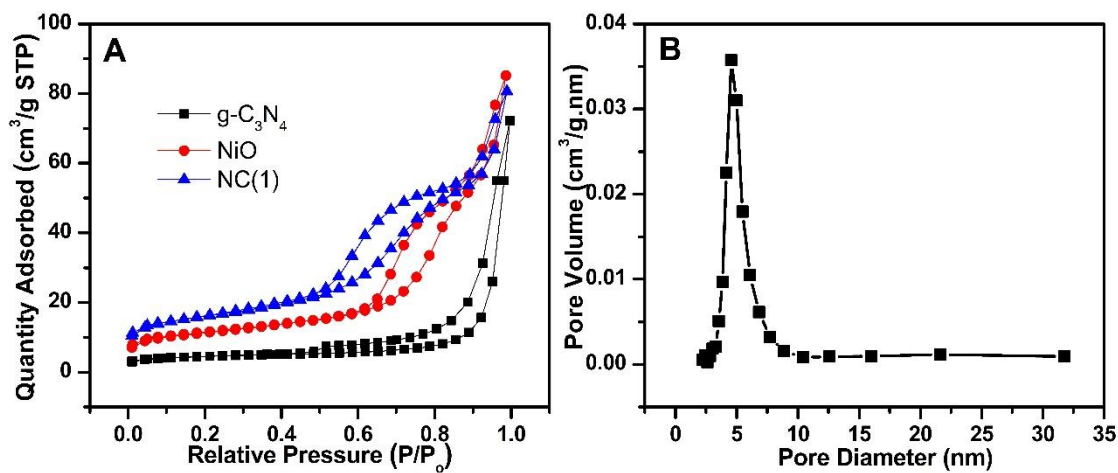 A
B
g-C₃N₄
NiO
NC(1)
Quantity Adsorbed (cm³/g STP)
100
80
60
40
20
0
0.0 0.2 0.4 0.6 0.8 1.0
Relative Pressure (P/Pₒ)
Pore Volume (cm³/g.nm)
0.04
0.03
0.02
0.01
0.00
0 5 10 15 20 25 30 35
Pore Diameter (nm)